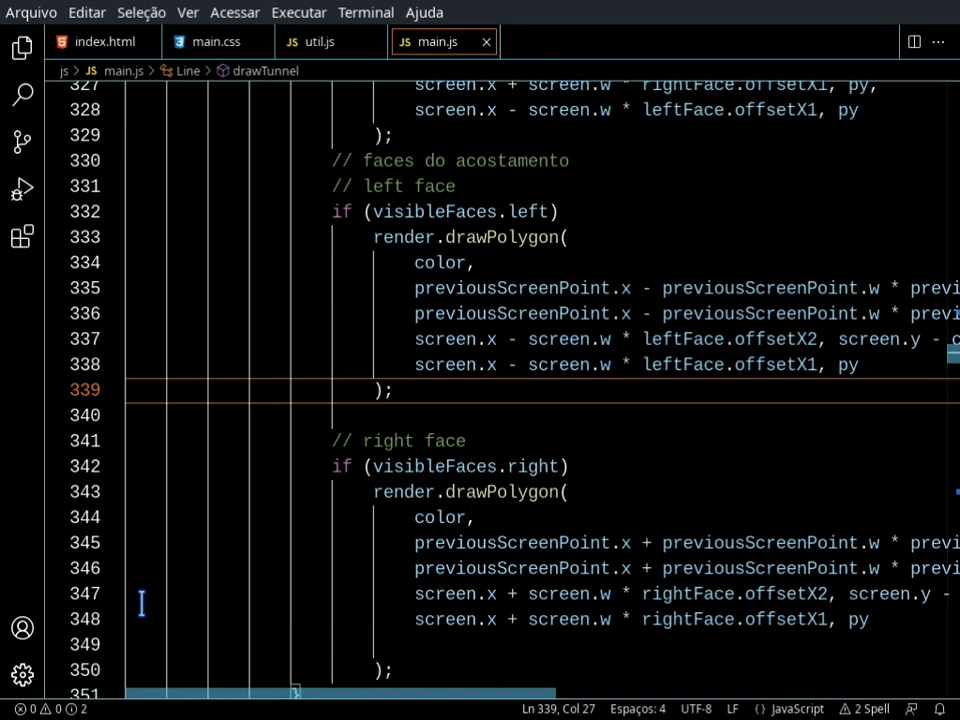 Arquivo Editar Seleção Ver Acessar Executar Terminal Ajuda
index.html main.css JS util.js JS main.js
js > JS main.js > Line > drawTunnel
327 screen.x + screen.w * rightFace.offsetX1, py,
328 screen.x - screen.w * leftFace.offsetX1, py
329 );
330 // faces do acostamento
331 // left face
332 if (visibleFaces.left)
333 render.drawPolygon(
334 color,
335 previousScreenPoint.x - previousScreenPoint.w * previ
336 previousScreenPoint.x - previousScreenPoint.w * previ
337 screen.x - screen.w * leftFace.offsetX2, screen.y - c
338 screen.x - screen.w * leftFace.offsetX1, py
339 );
340
341 // right face
342 if (visibleFaces.right)
343 render.drawPolygon(
344 color,
345 previousScreenPoint.x + previousScreenPoint.w * previ
346 previousScreenPoint.x + previousScreenPoint.w * previ
347 screen.x + screen.w * rightFace.offsetX2, screen.y -
348 screen.x + screen.w * rightFace.offsetX1, py
349
350 );
351 }
0 0 2 Ln 339, Col 27 Espaços: 4 UTF-8 LF {} JavaScript 2 Spell